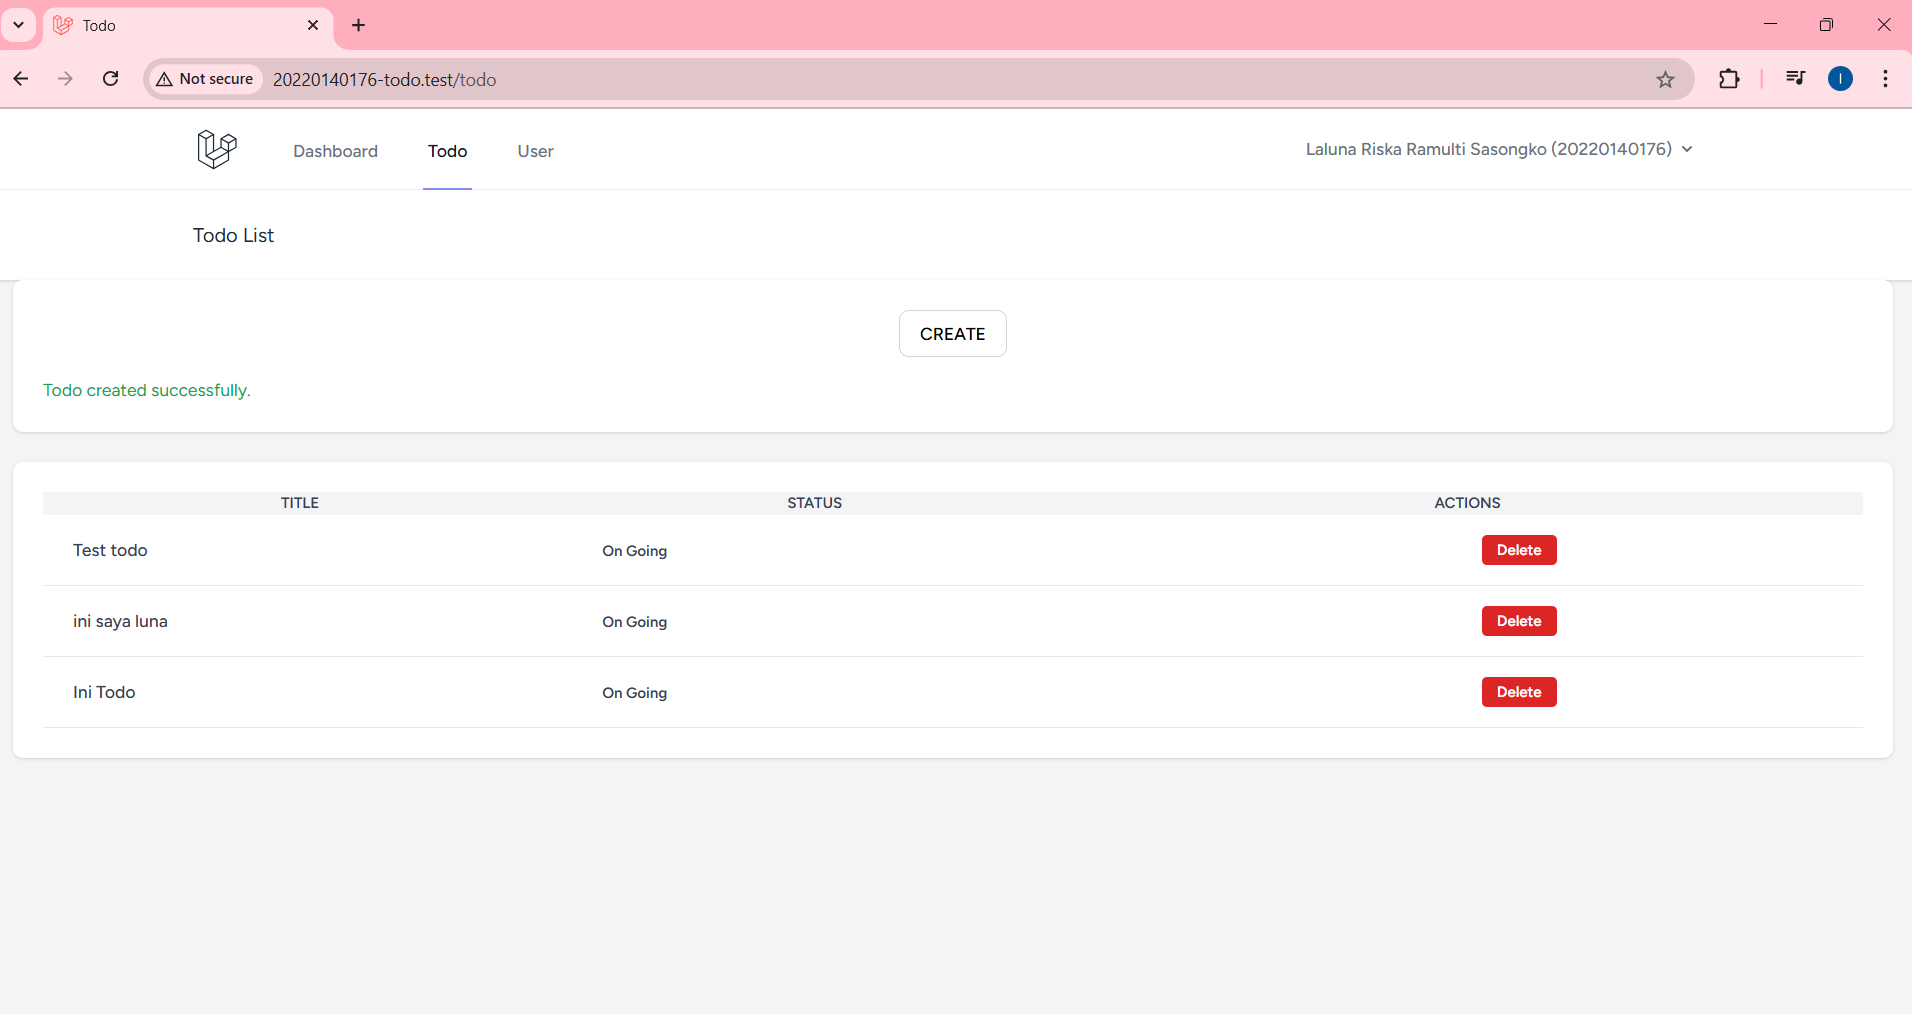 Todo
Not secure
20220140176-todo.test/todo
I
Dashboard Todo User
Laluna Riska Ramulti Sasongko (20220140176)
Todo List
CREATE
Todo created successfully.
TITLE STATUS ACTIONS
Test todo On Going Delete
ini saya luna On Going Delete
Ini Todo On Going Delete